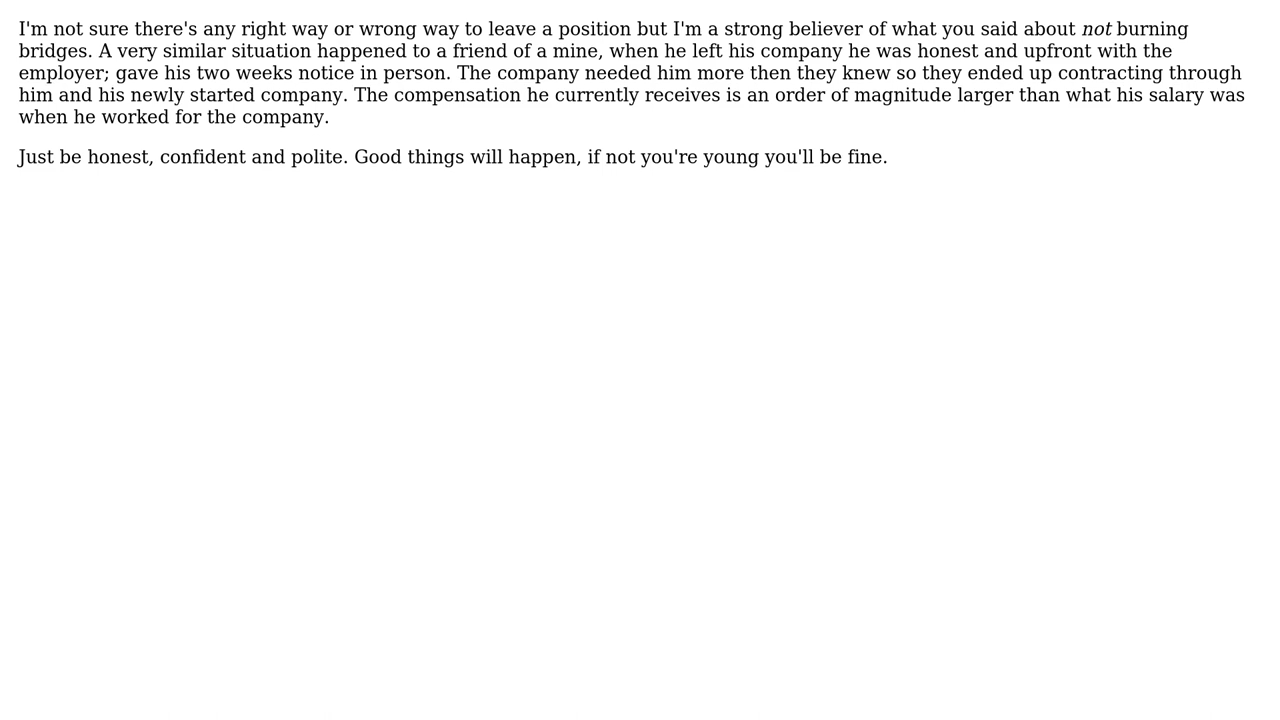 I'm not sure there's any right way or wrong way to leave a position but I'm a strong believer of what you said about not burning
bridges. A very similar situation happened to a friend of a mine, when he left his company he was honest and upfront with the
employer; gave his two weeks notice in person. The company needed him more then they knew so they ended up contracting through
him and his newly started company. The compensation he currently receives is an order of magnitude larger than what his salary was
when he worked for the company.
Just be honest, confident and polite. Good things will happen, if not you're young you'll be fine.